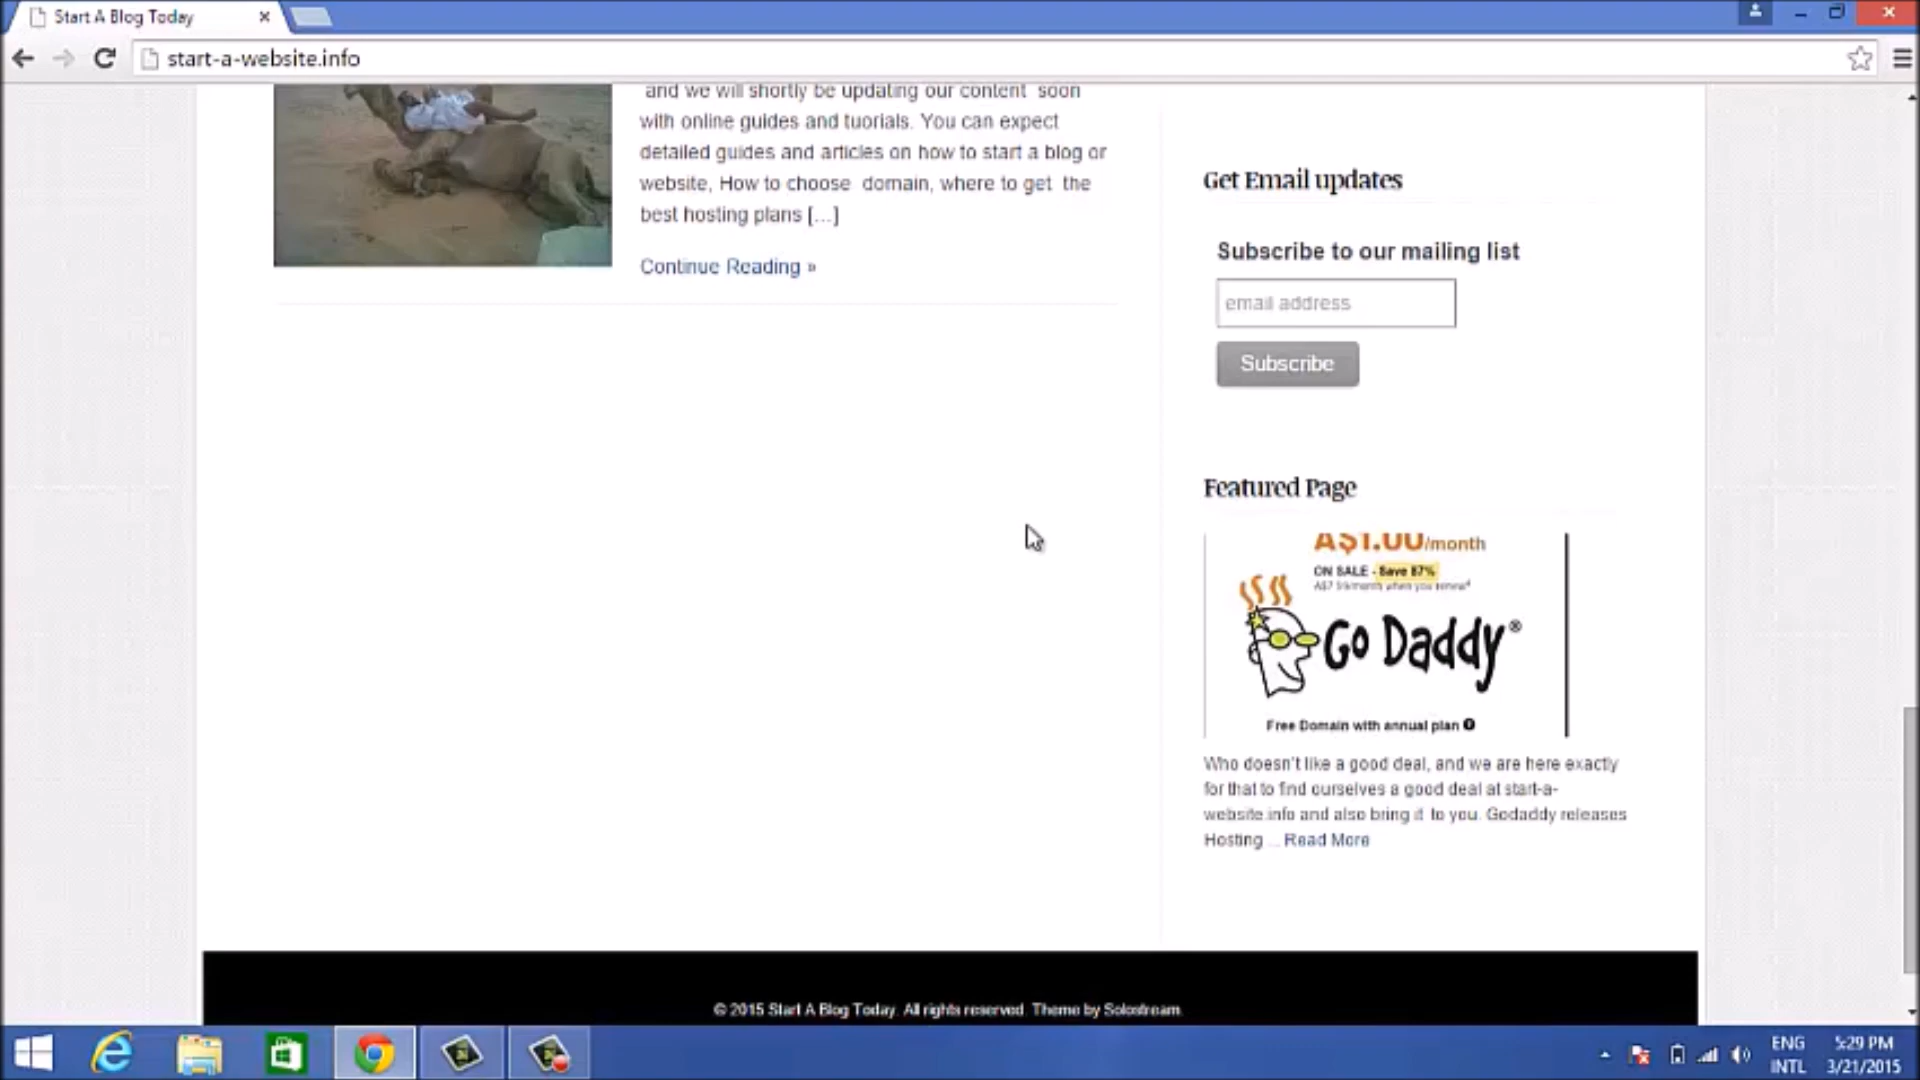 Start A Blog Today
start-a-website.info
and we will shortly be updating our content soon
with online guides and tuorials. You can expect
detailed guides and articles on how to start a blog or
website, How to choose domain, where to get the
best hosting plans [...]
Continue Reading »
Get Email updates
Subscribe to our mailing list
email address
Subscribe
Featured Page
A$1.00/month
ON SALE - Save 87%
when you renew
Go Daddy®
Free Domain with annual plan
Who doesn't like a good deal, and we are here exactly
for that to find ourselves a good deal at start-a-
website.info and also bring it to you. Godaddy releases
Hosting ... Read More
© 2015 Start A Blog Today. All rights reserved. Theme by Solostream.
ENG
INTL
5:29 PM
3/21/2015